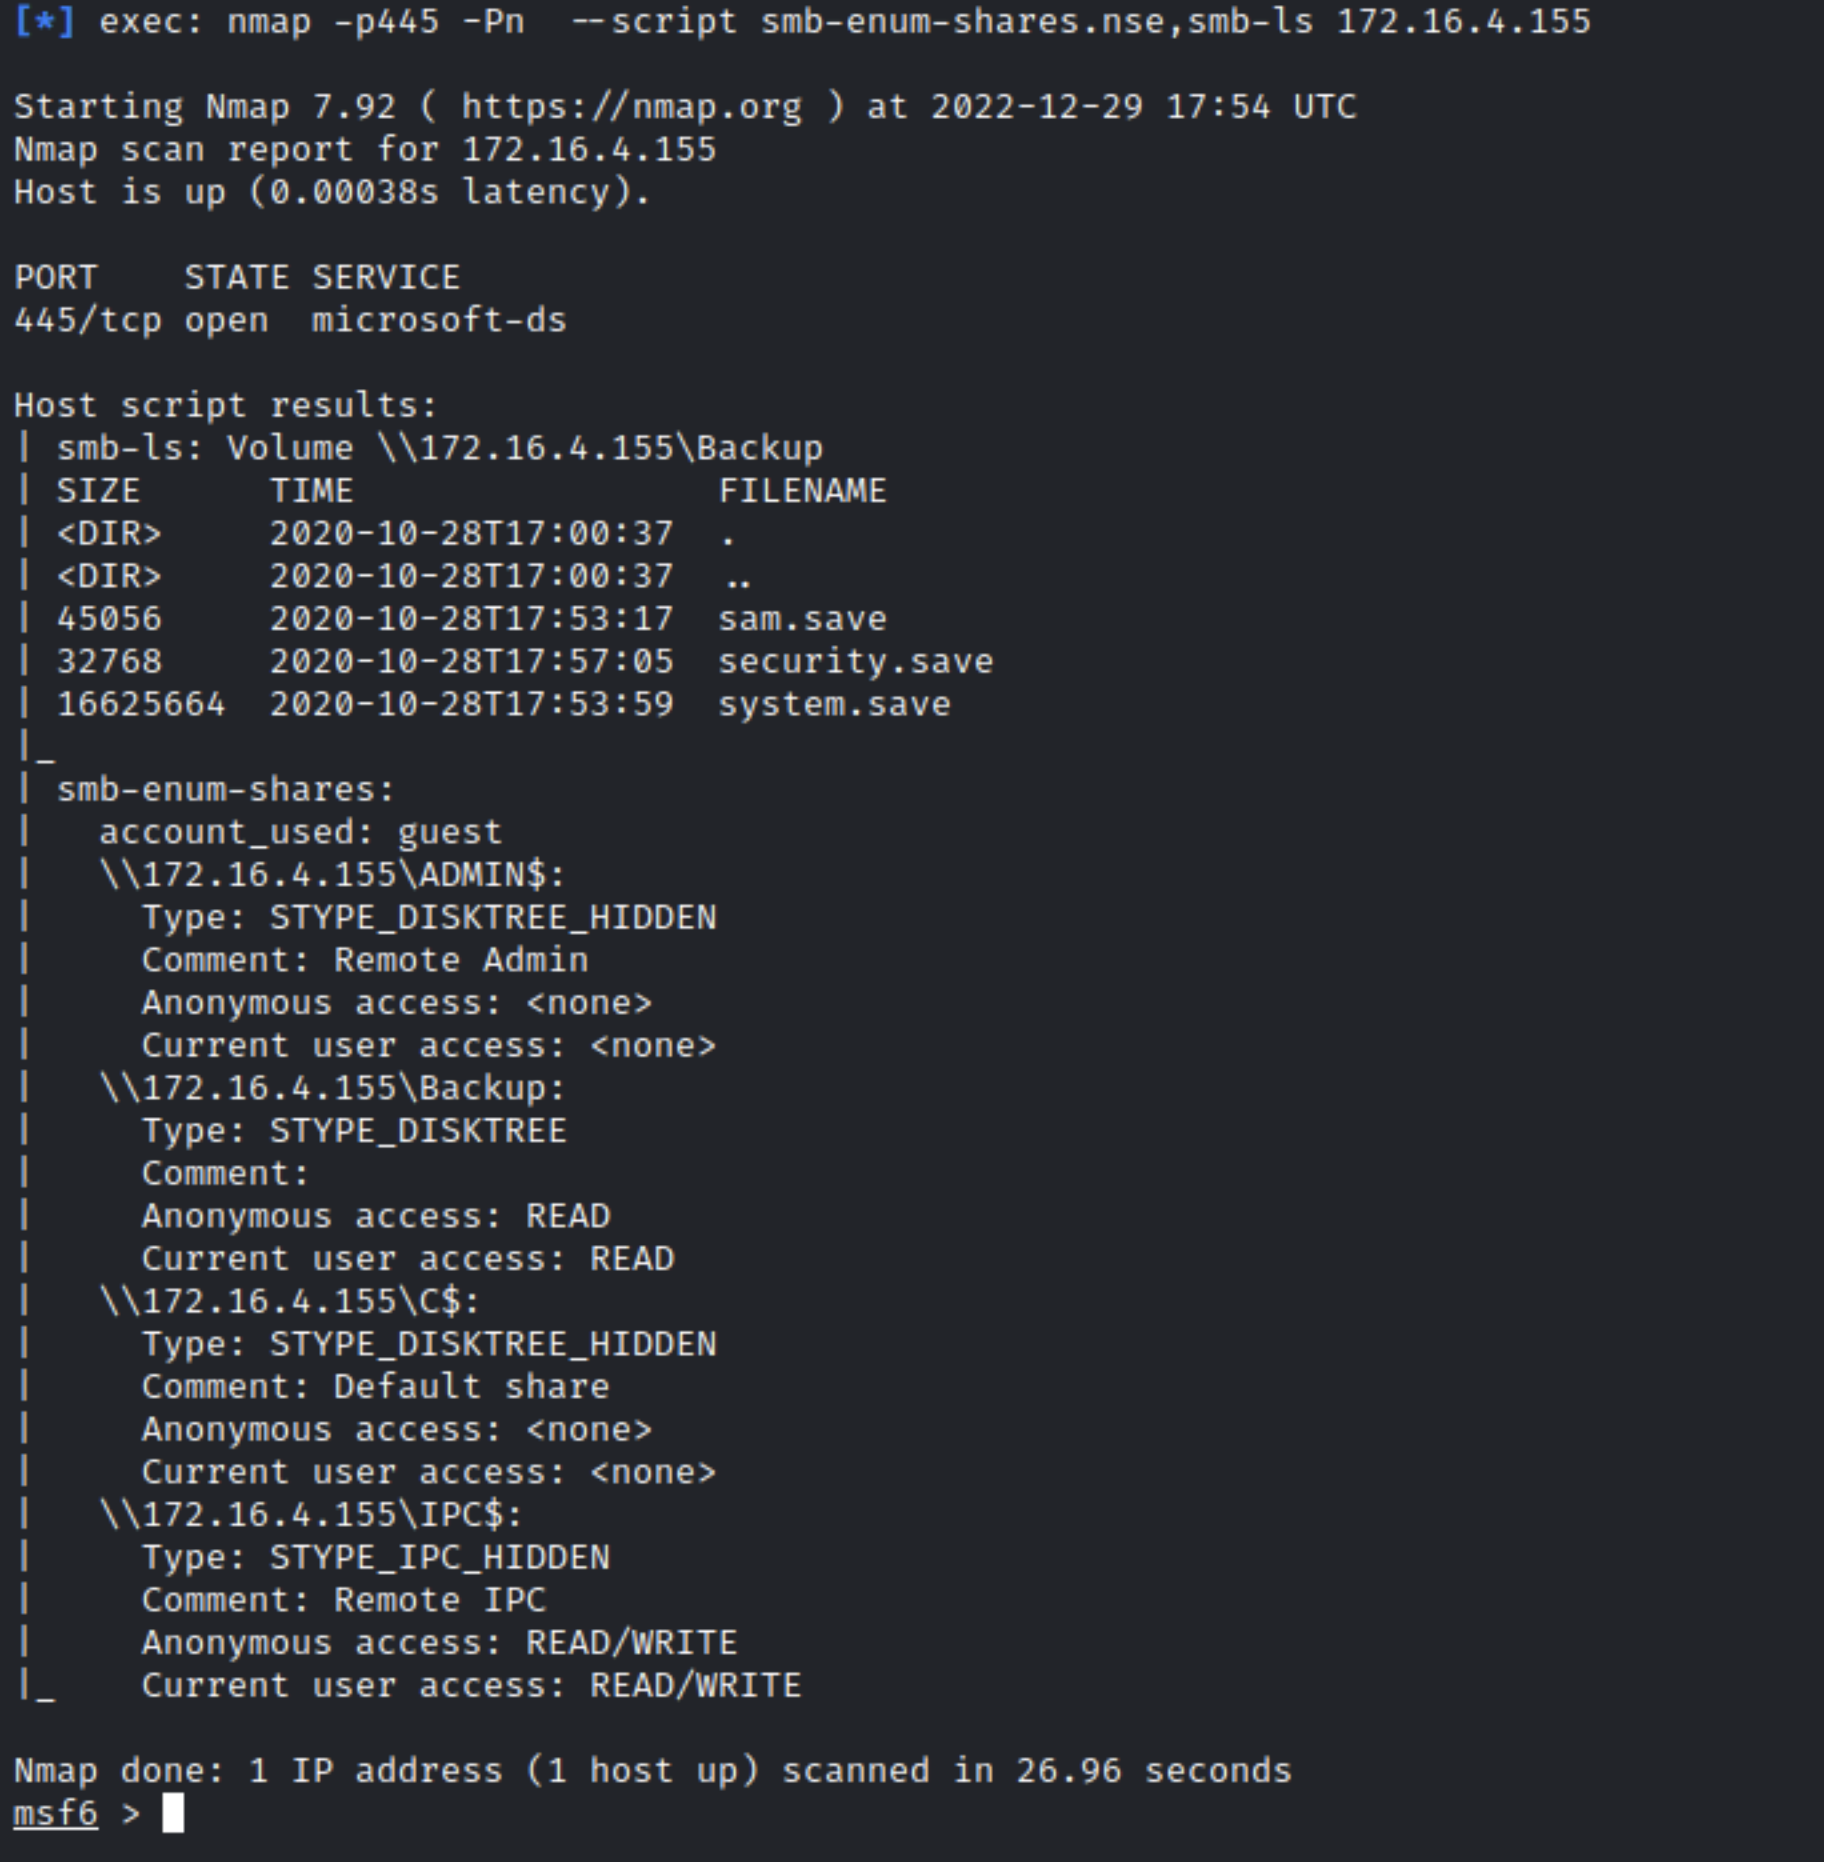 [*] exec: nmap -p445 -Pn  --script smb-enum-shares.nse,smb-ls 172.16.4.155

Starting Nmap 7.92 ( https://nmap.org ) at 2022-12-29 17:54 UTC
Nmap scan report for 172.16.4.155
Host is up (0.00038s latency).

PORT    STATE SERVICE
445/tcp open  microsoft-ds

Host script results:
| smb-ls: Volume \\172.16.4.155\Backup
| SIZE      TIME                 FILENAME
| <DIR>     2020-10-28T17:00:37  .
| <DIR>     2020-10-28T17:00:37  ..
| 45056     2020-10-28T17:53:17  sam.save
| 32768     2020-10-28T17:57:05  security.save
| 16625664  2020-10-28T17:53:59  system.save
|_
| smb-enum-shares:
|   account_used: guest
|   \\172.16.4.155\ADMIN$:
|     Type: STYPE_DISKTREE_HIDDEN
|     Comment: Remote Admin
|     Anonymous access: <none>
|     Current user access: <none>
|   \\172.16.4.155\Backup:
|     Type: STYPE_DISKTREE
|     Comment:
|     Anonymous access: READ
|     Current user access: READ
|   \\172.16.4.155\C$:
|     Type: STYPE_DISKTREE_HIDDEN
|     Comment: Default share
|     Anonymous access: <none>
|     Current user access: <none>
|   \\172.16.4.155\IPC$:
|     Type: STYPE_IPC_HIDDEN
|     Comment: Remote IPC
|     Anonymous access: READ/WRITE
|_    Current user access: READ/WRITE

Nmap done: 1 IP address (1 host up) scanned in 26.96 seconds
msf6 >